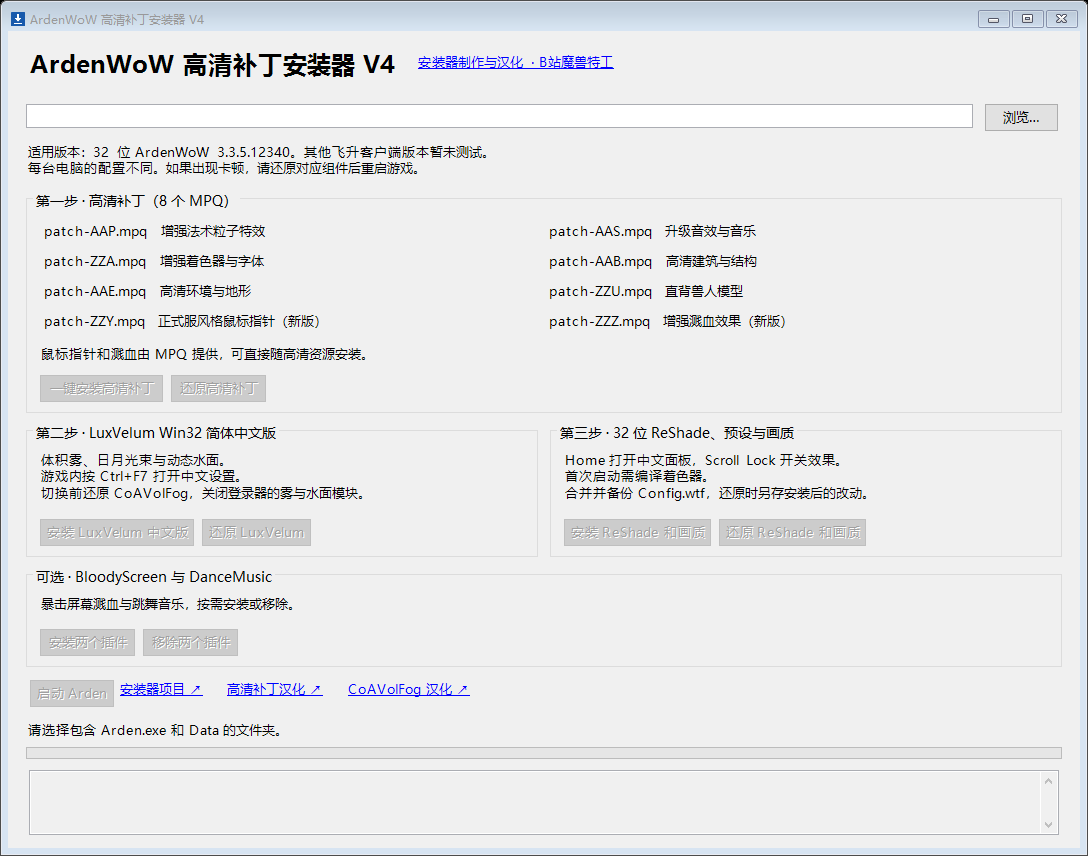 ArdenWoW 高清补丁安装器 V4
ArdenWoW 高清补丁安装器 V4 安装器制作与汉化 · B站魔兽特工
浏览...
适用版本：32 位 ArdenWoW 3.3.5.12340。其他飞升客户端版本暂未测试。
每台电脑的配置不同。如果出现卡顿，请还原对应组件后重启游戏。
第一步 · 高清补丁（8 个 MPQ）
patch-AAP.mpq 增强法术粒子特效
patch-AAS.mpq 升级音效与音乐
patch-ZZA.mpq 增强着色器与字体
patch-AAB.mpq 高清建筑与结构
patch-AAE.mpq 高清环境与地形
patch-ZZU.mpq 直背兽人模型
patch-ZZY.mpq 正式服风格鼠标指针（新版）
patch-ZZZ.mpq 增强溅血效果（新版）
鼠标指针和溅血由 MPQ 提供，可直接随高清资源安装。
一键安装高清补丁 还原高清补丁
第二步 · LuxVelum Win32 简体中文版
体积雾、日月光束与动态水面。
游戏内按 Ctrl+F7 打开中文设置。
切换前还原 CoAVolFog，关闭登录器的雾与水面模块。
安装 LuxVelum 中文版 还原 LuxVelum
第三步 · 32 位 ReShade、预设与画质
Home 打开中文面板，Scroll Lock 开关效果。
首次启动需编译着色器。
合并并备份 Config.wtf，还原时另存安装后的改动。
安装 ReShade 和画质 还原 ReShade 和画质
可选 · BloodyScreen 与 DanceMusic
暴击屏幕溅血与跳舞音乐，按需安装或移除。
安装两个插件 移除两个插件
启动 Arden 安装器项目 ↗ 高清补丁汉化 ↗ CoAVolFog 汉化 ↗
请选择包含 Arden.exe 和 Data 的文件夹。